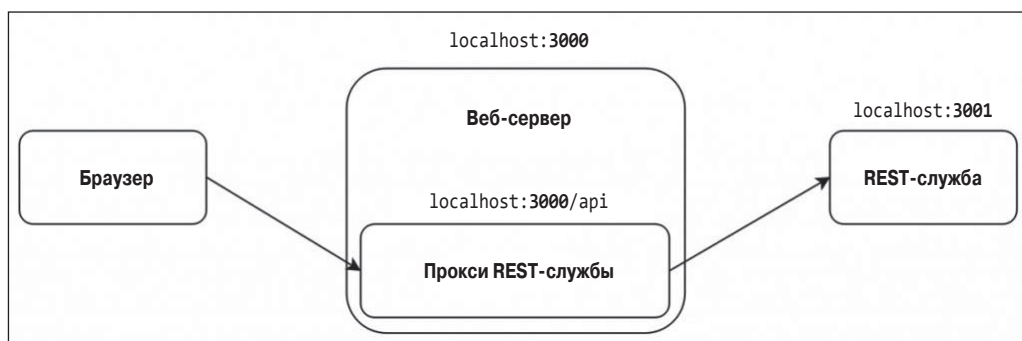 localhost:3000
Веб-сервер
localhost:3001
Браузер
REST-служба
localhost:3000/api
Прокси REST-службы